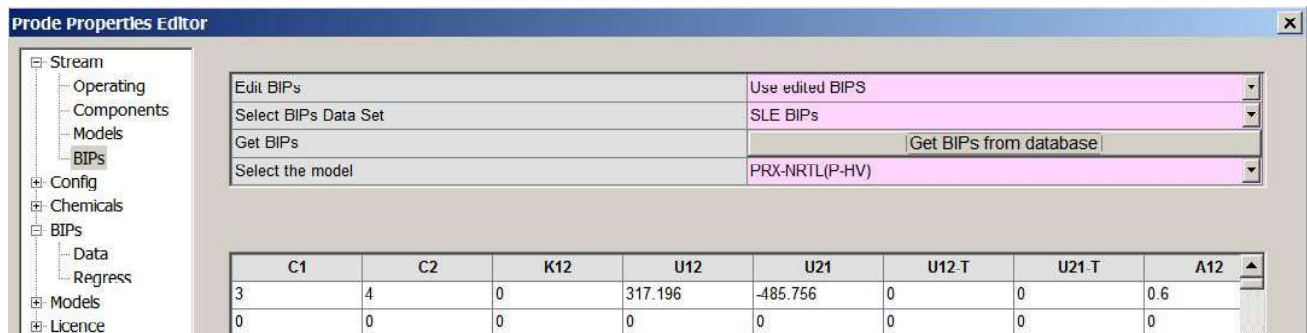 Prode Properties Editor
Stream
Operating
Components
Models
BIPs
Config
Chemicals
BIPs
Data
Regress
Models
Licence
Edit BIPs Use edited BIPS
Select BIPs Data Set SLE BIPs
Get BIPs Get BIPs from database
Select the model PRX-NRTL(P-HV)
C1 C2 K12 U12 U21 U12-T U21-T A12
3 4 0 317.196 -485.756 0 0 0.6
0 0 0 0 0 0 0 0